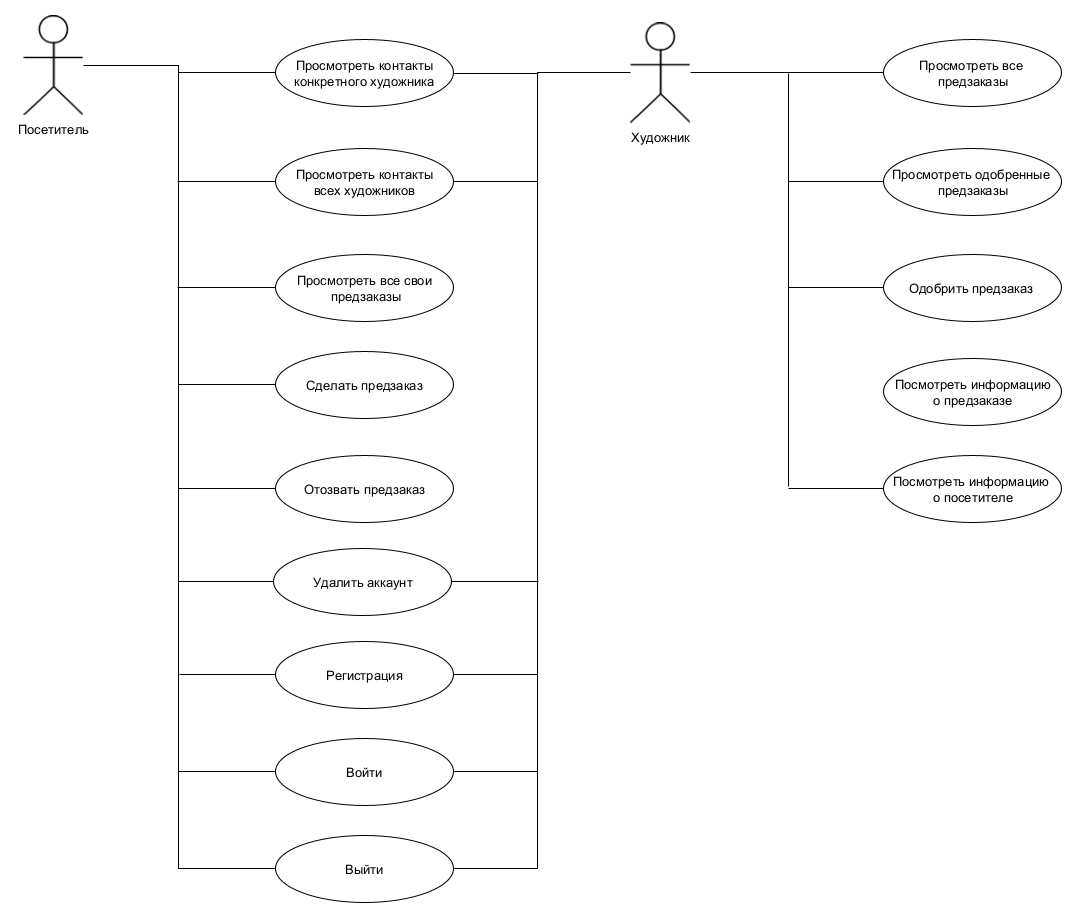 Посетитель
Просмотреть контакты
конкретного художника
Просмотреть контакты
всех художников
Просмотреть все свои
предзаказы
Сделать предзаказ
Отозвать предзаказ
Удалить аккаунт
Регистрация
Войти
Выйти
Художник
Просмотреть все
предзаказы
Просмотреть одобренные
предзаказы
Одобрить предзаказ
Посмотреть информацию
о предзаказе
Посмотреть информацию
о посетителе